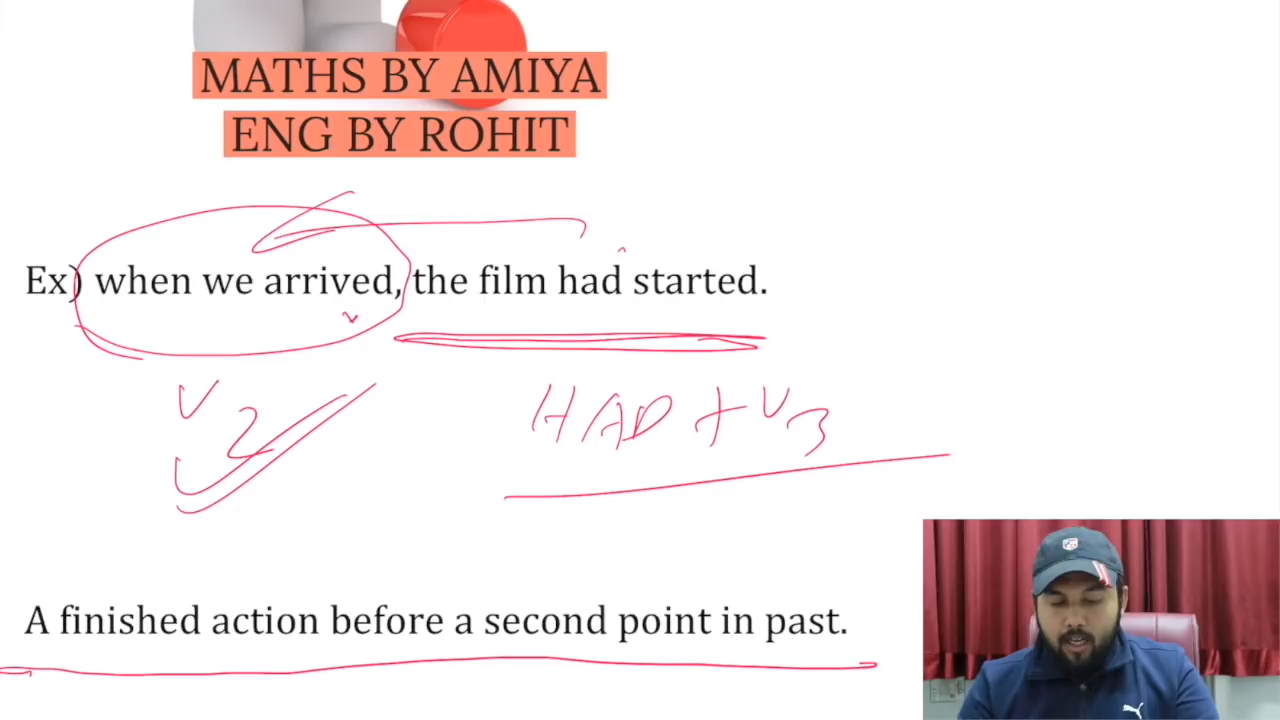 MATHS BY AMIYA
ENG BY ROHIT
Ex) when we arrived, the film had started.
V2
HAD + V3
A finished action before a second point in past.